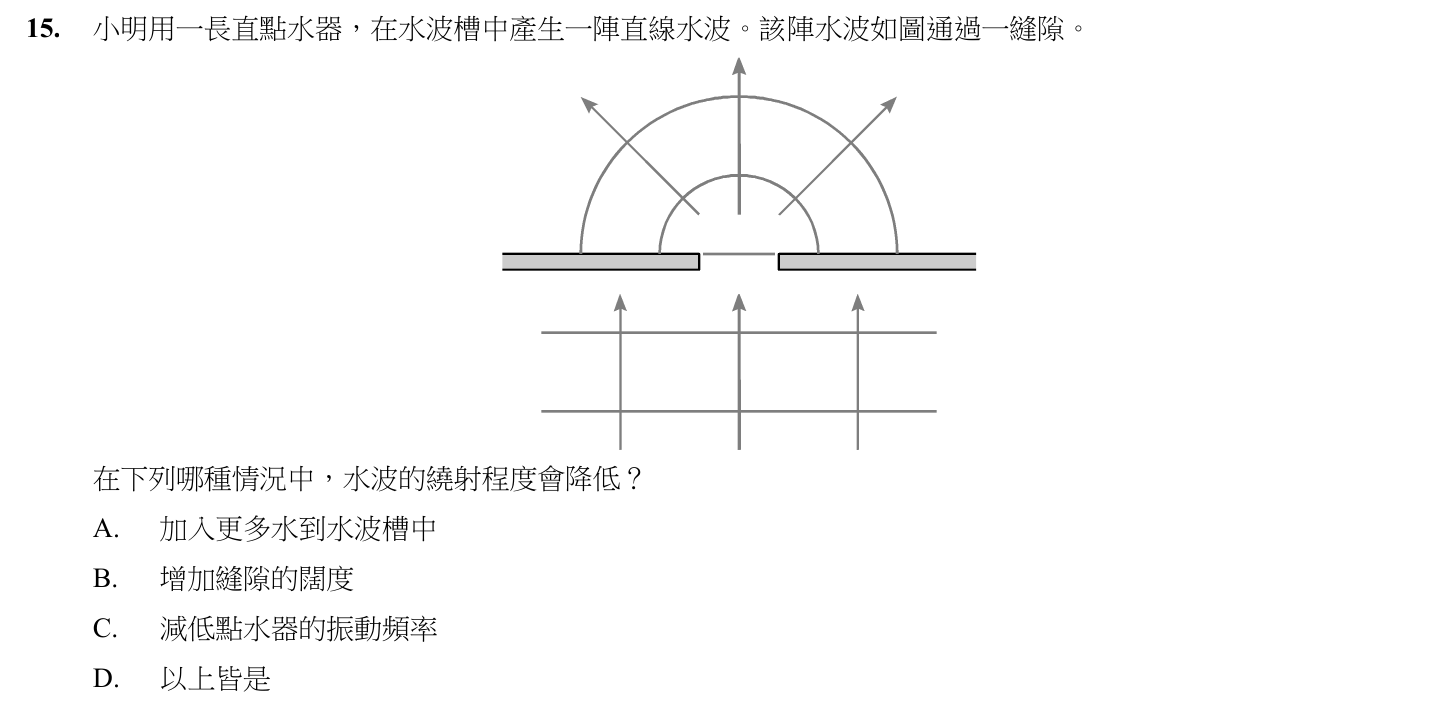 15. 小明用一長直點水器，在水波槽中產生一陣直線水波。該陣水波如圖通過一縫隙。
在下列哪種情況中，水波的繞射程度會降低？
A. 加入更多水到水波槽中
B. 增加縫隙的闊度
C. 減低點水器的振動頻率
D. 以上皆是